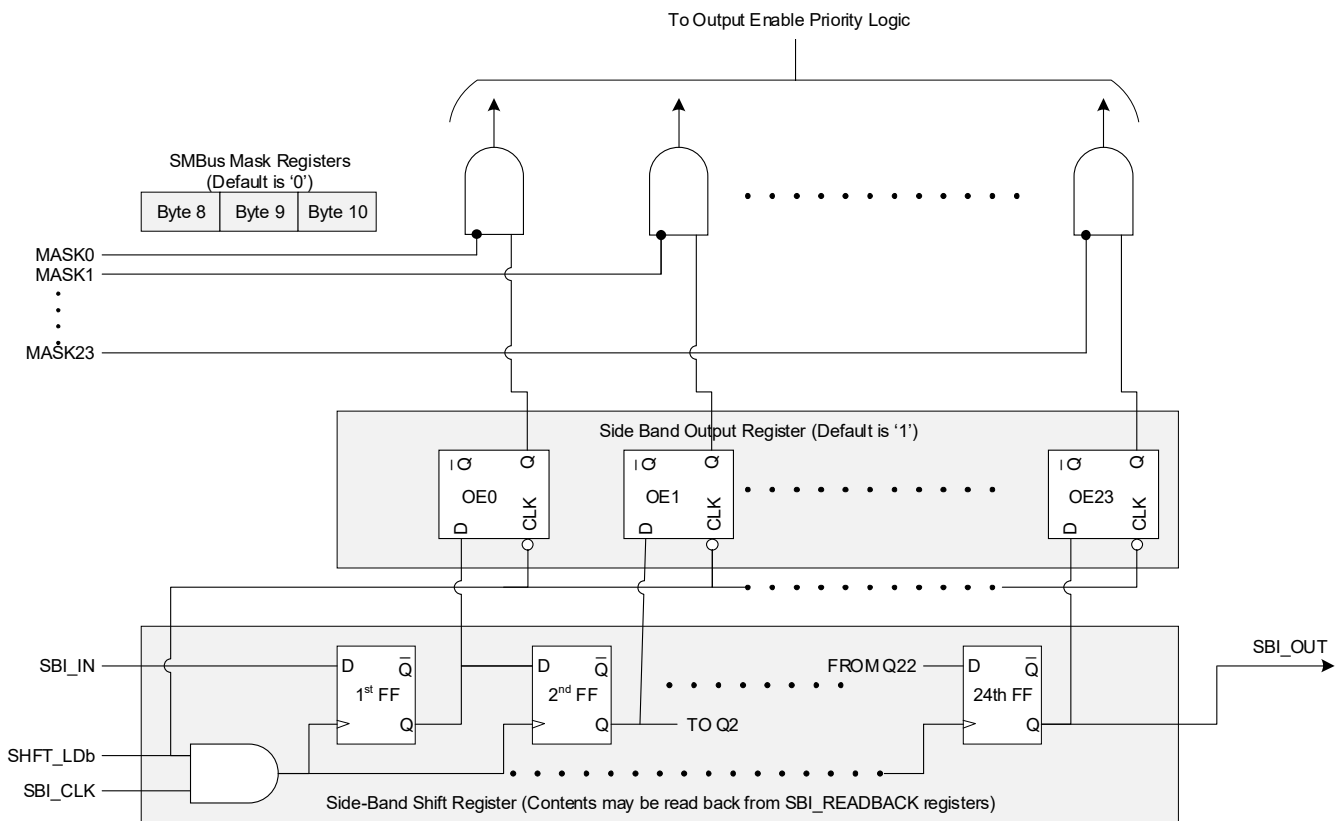 To Output Enable Priority Logic
SMBus Mask Registers
(Default is ‘0’)
Byte 8 Byte 9 Byte 10
MASK0
MASK1
MASK23
Side Band Output Register (Default is ‘1’)
Q̅ Q Q̅ Q Q̅ Q
OE0 OE1 OE23
D CLK D CLK D CLK
SBI_IN D Q̅ D Q̅ FROM Q22 D Q̅ SBI_OUT
1st FF 2nd FF 24th FF
Q Q TO Q2 Q
SHFT_LDb
SBI_CLK
Side-Band Shift Register (Contents may be read back from SBI_READBACK registers)